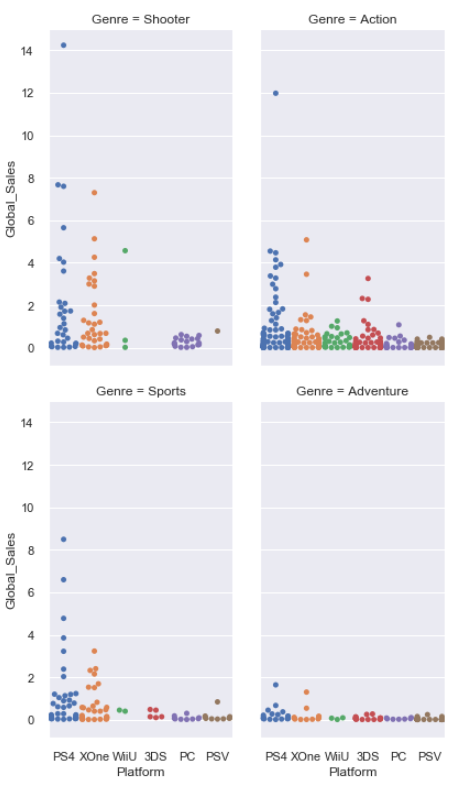 Genre = Shooter
Genre = Action
14
12
10
8
6
4
2
0
Global_Sales
Genre = Sports
Genre = Adventure
14
12
10
8
6
4
2
0
Global_Sales
PS4 XOne WiiU 3DS PC PSV
Platform
PS4 XOne WiiU 3DS PC PSV
Platform